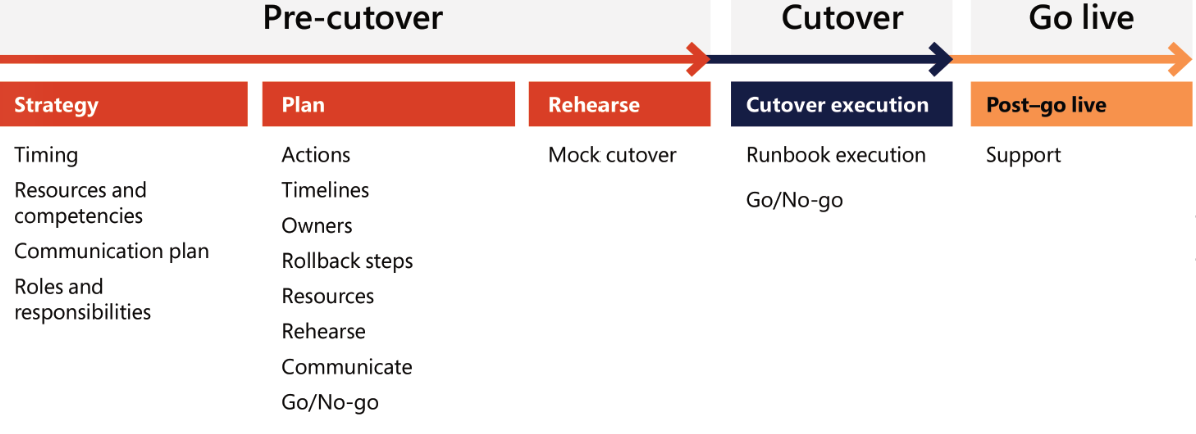 Pre-cutover
Cutover
Go live
Strategy
Timing
Resources and
competencies
Communication plan
Roles and
responsibilities
Plan
Actions
Timelines
Owners
Rollback steps
Resources
Rehearse
Communicate
Go/No-go
Rehearse
Mock cutover
Cutover execution
Runbook execution
Go/No-go
Post–go live
Support